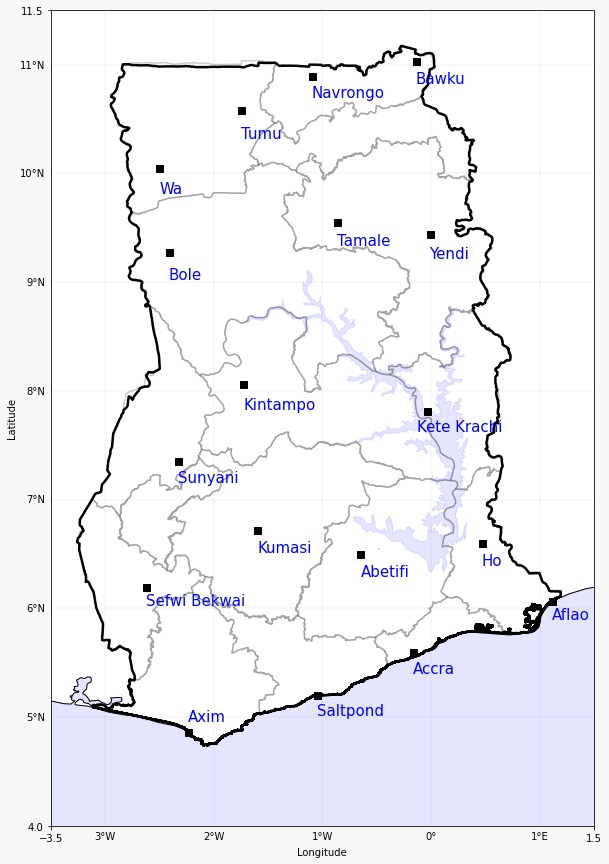 11.5
11°N
Bawku
Navrongo
Tumu
10°N
Wa
Tamale
Yendi
9°N
Bole
8°N
Kintampo
Kete Krachi
Sunyani
7°N
Kumasi
Abetifi
Ho
Sefwi Bekwai
6°N
Aflao
Accra
Saltpond
5°N
Axim
4.0
−3.5
3°W
2°W
1°W
0°
1°E
1.5
Latitude
Longitude